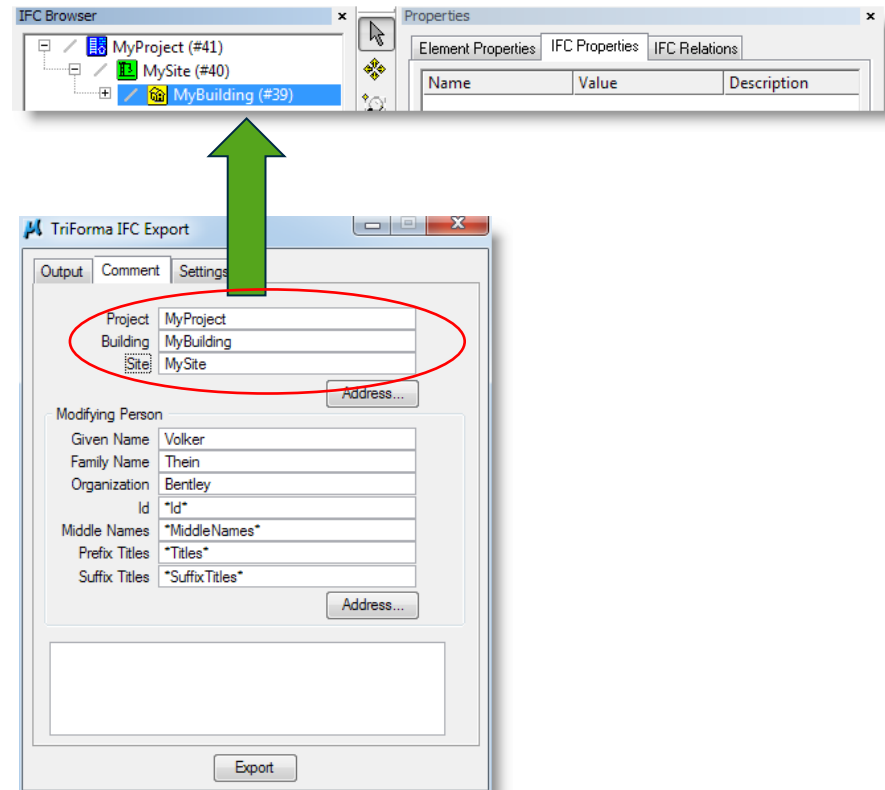 IFC Browser
Properties
MyProject (#41)
MySite (#40)
MyBuilding (#39)
Element Properties IFC Properties IFC Relations
Name Value Description
TriForma IFC Export
Output Comment Settings
Project MyProject
Building MyBuilding
Site MySite
Address...
Modifying Person
Given Name Volker
Family Name Thein
Organization Bentley
Id *Id*
Middle Names *MiddleNames*
Prefix Titles *Titles*
Suffix Titles *SuffixTitles*
Address...
Export